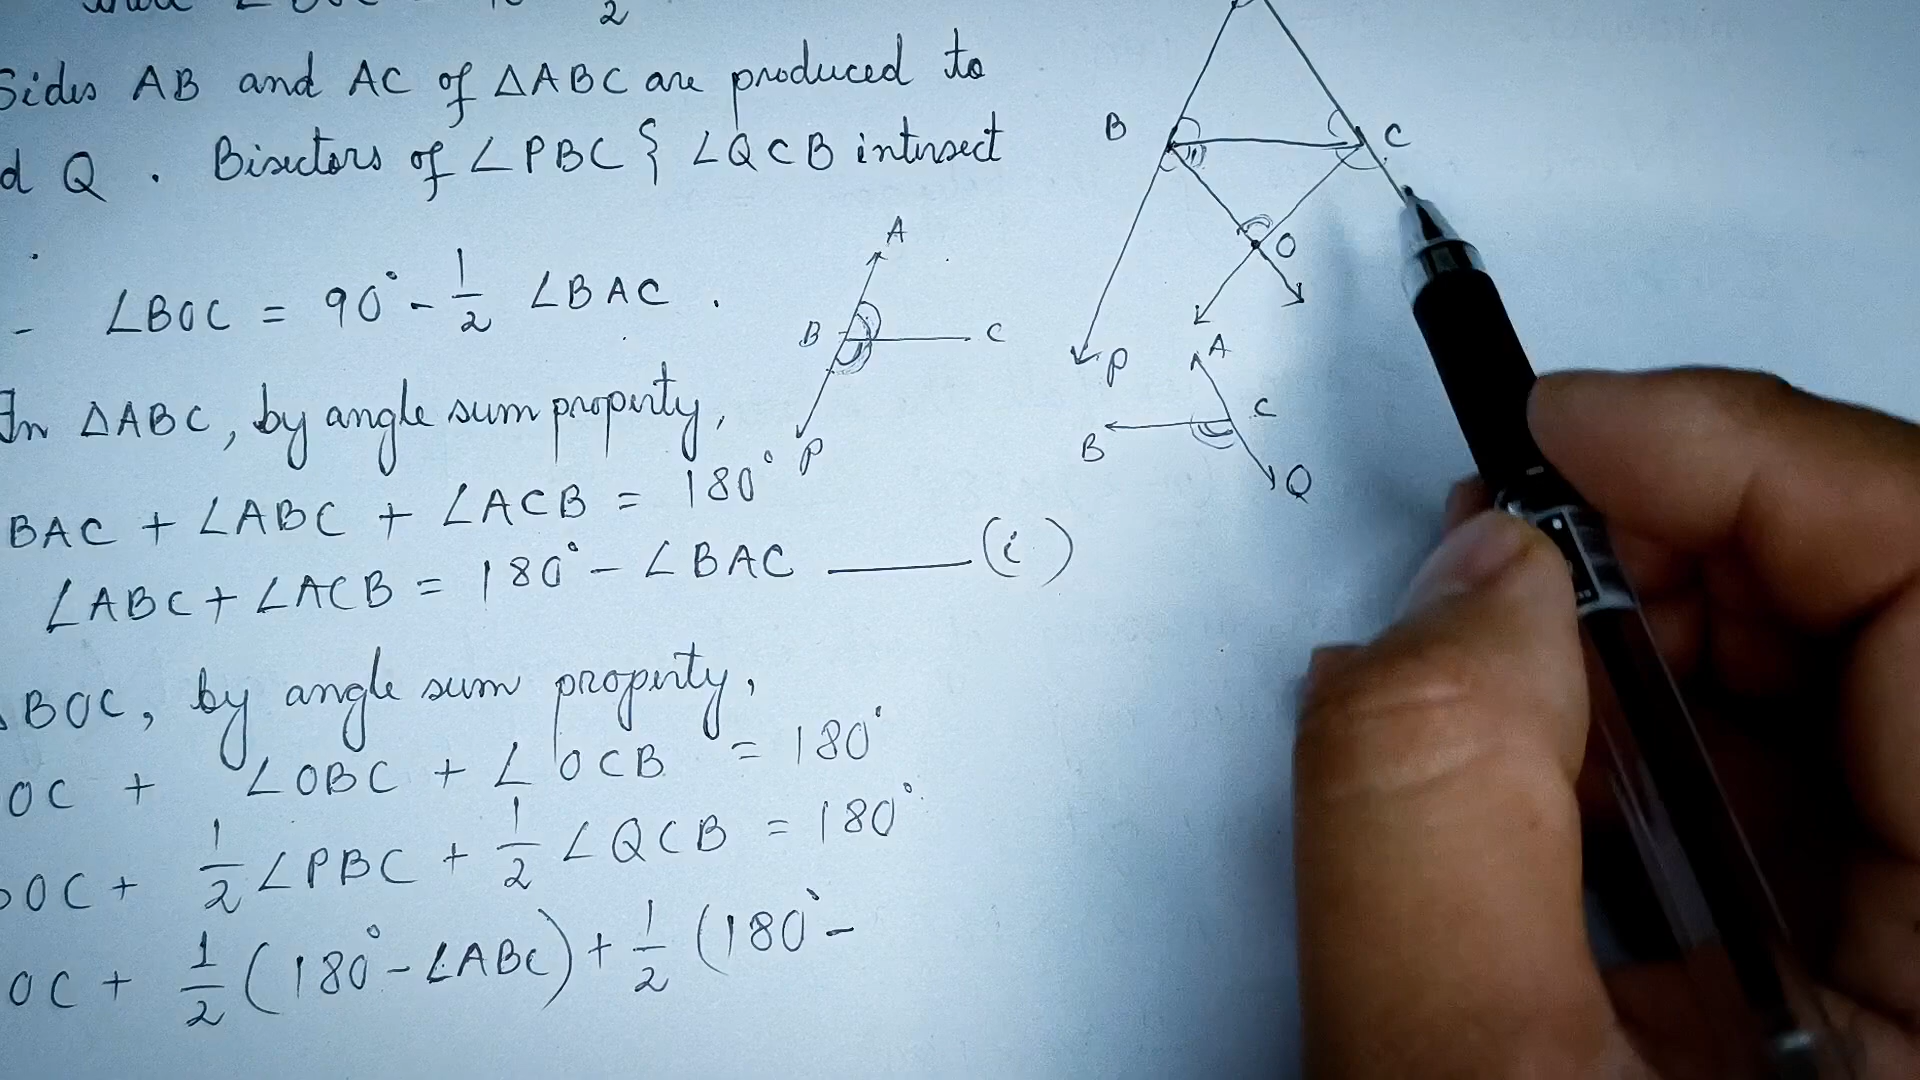 2
Sides AB and AC of ΔABC are produced to
d Q . Bisectors of ∠PBC & ∠QCB intersect
- ∠BOC = 90° - 1/2 ∠BAC .
In ΔABC, by angle sum property,
BAC + ∠ABC + ∠ACB = 180°
∠ABC + ∠ACB = 180° - ∠BAC ——— (i)
BOC, by angle sum property,
OC + ∠OBC + ∠OCB = 180°
OC + 1/2 ∠PBC + 1/2 ∠QCB = 180°
OC + 1/2 (180° - ∠ABC) + 1/2 (180° -
A
B C
P
B C
O
P
A
C
B
Q